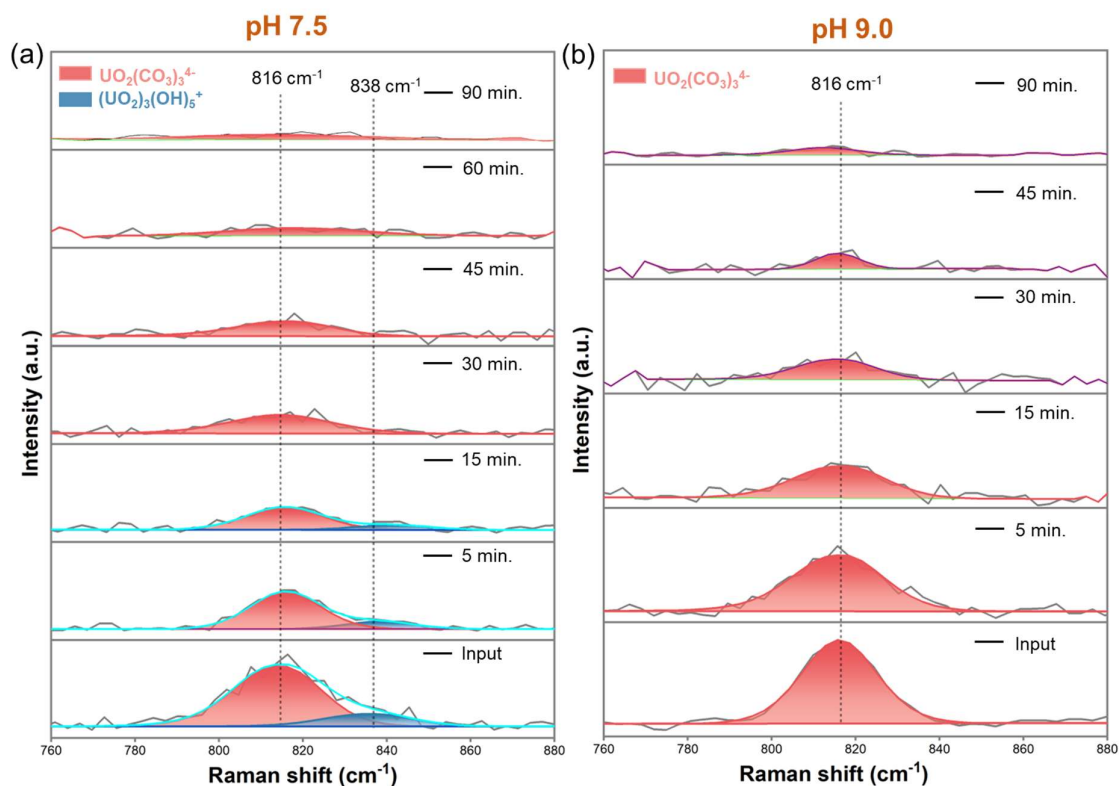 pH 7.5
(a)
UO₂(CO₃)₃⁴⁻
(UO₂)₃(OH)₅⁺
816 cm⁻¹
838 cm⁻¹
90 min.
60 min.
45 min.
30 min.
15 min.
5 min.
Input
Intensity (a.u.)
760 780 800 820 840 860 880
Raman shift (cm⁻¹)
pH 9.0
(b)
UO₂(CO₃)₃⁴⁻
816 cm⁻¹
90 min.
45 min.
30 min.
15 min.
5 min.
Input
Intensity (a.u.)
760 780 800 820 840 860 880
Raman shift (cm⁻¹)